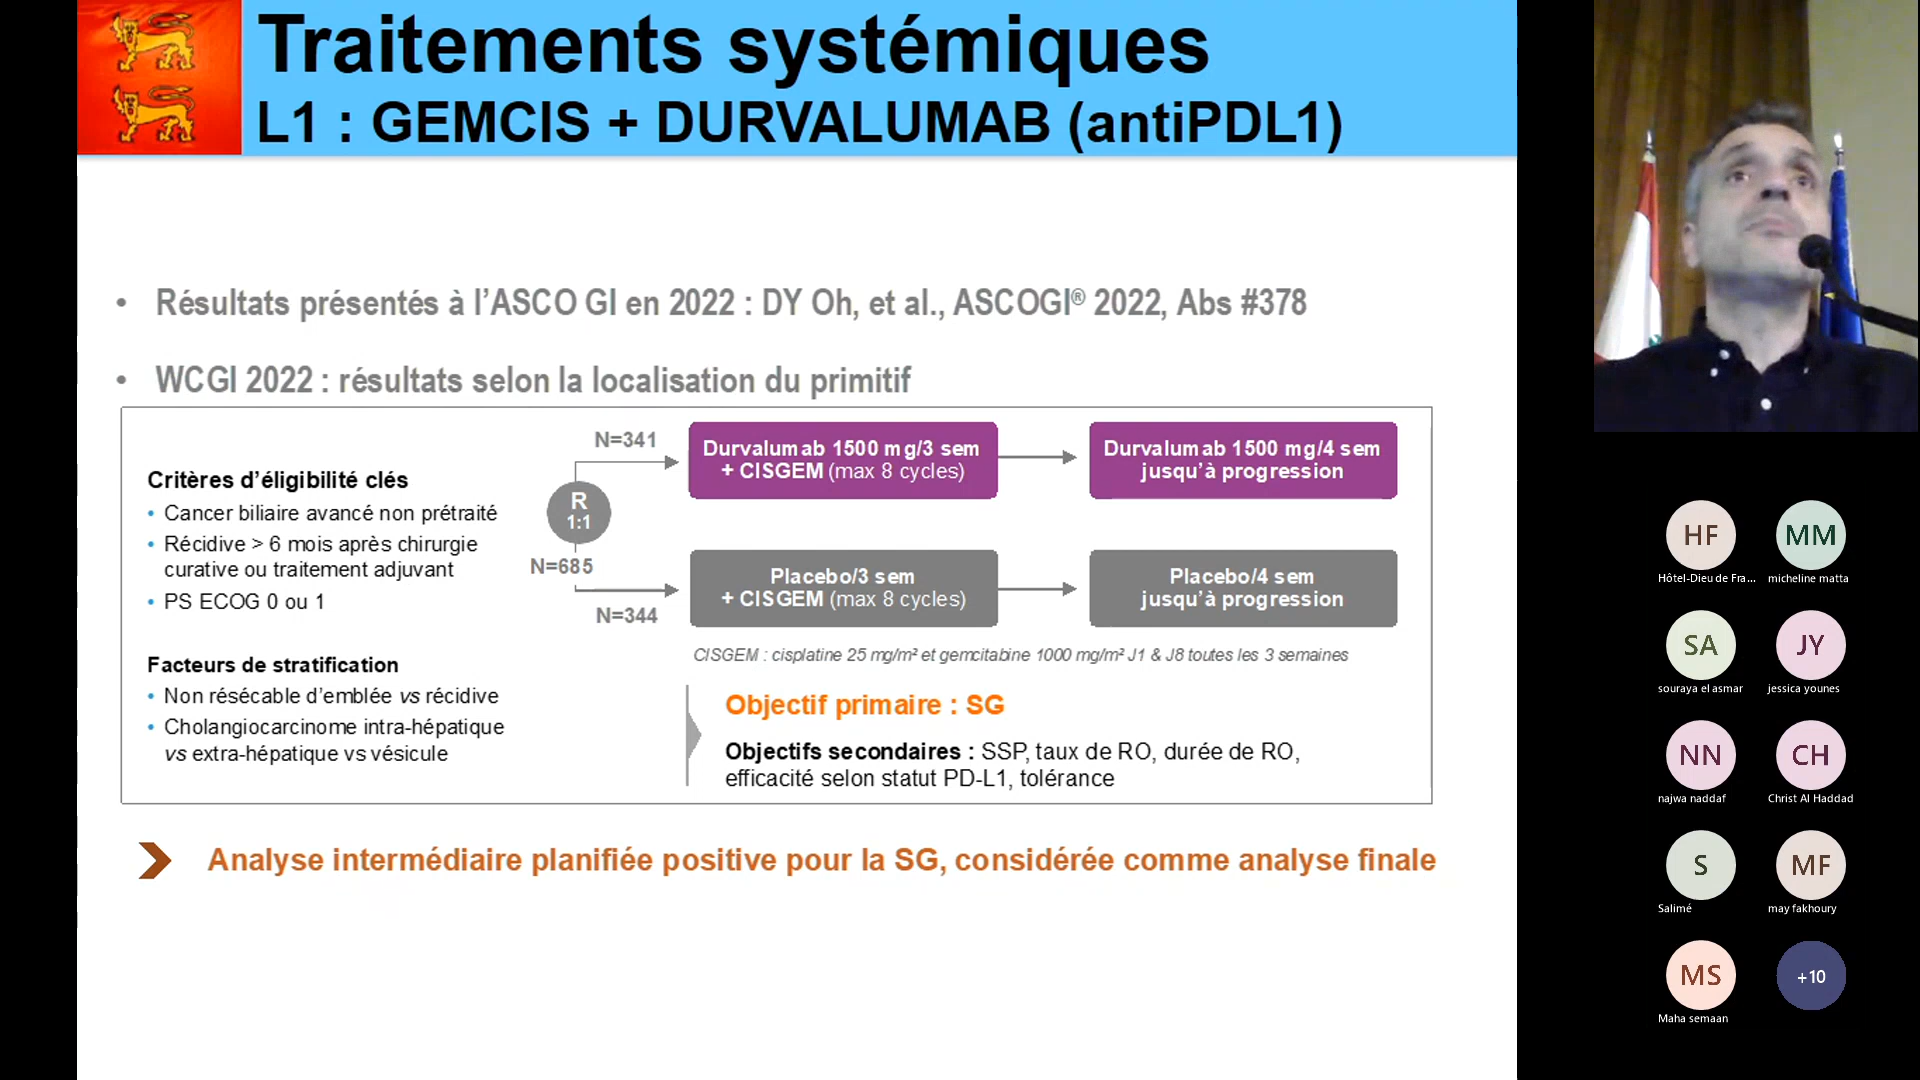 Traitements systémiques
L1 : GEMCIS + DURVALUMAB (antiPDL1)
• Résultats présentés à l’ASCO GI en 2022 : DY Oh, et al., ASCOGI® 2022, Abs #378
• WCGI 2022 : résultats selon la localisation du primitif
Critères d’éligibilité clés
• Cancer biliaire avancé non prétraité
• Récidive > 6 mois après chirurgie
curative ou traitement adjuvant
• PS ECOG 0 ou 1
Facteurs de stratification
• Non résécable d’emblée vs récidive
• Cholangiocarcinome intra-hépatique
vs extra-hépatique vs vésicule
R
1:1
N=685
N=341
Durvalumab 1500 mg/3 sem
+ CISGEM (max 8 cycles)
Durvalumab 1500 mg/4 sem
jusqu’à progression
N=344
Placebo/3 sem
+ CISGEM (max 8 cycles)
Placebo/4 sem
jusqu’à progression
CISGEM : cisplatine 25 mg/m² et gemcitabine 1000 mg/m² J1 & J8 toutes les 3 semaines
Objectif primaire : SG
Objectifs secondaires : SSP, taux de RO, durée de RO,
efficacité selon statut PD-L1, tolérance
Analyse intermédiaire planifiée positive pour la SG, considérée comme analyse finale
HF
Hôtel-Dieu de Fra...
MM
micheline matta
SA
souraya el asmar
JY
jessica younes
NN
najwa naddaf
CH
Christ Al Haddad
S
Salimé
MF
may fakhoury
MS
Maha semaan
+10